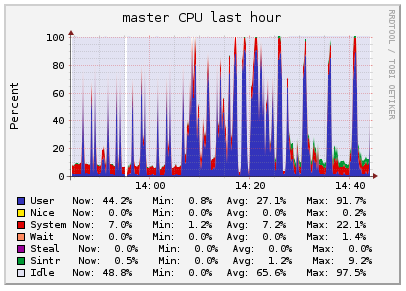 master CPU last hour
RRDTOOL / TOBI OETIKER
Percent
100
80
60
40
20
0
14:00 14:20 14:40
User Now: 44.2% Min: 0.8% Avg: 27.1% Max: 91.7%
Nice Now: 0.0% Min: 0.0% Avg: 0.0% Max: 0.2%
System Now: 7.0% Min: 1.2% Avg: 7.2% Max: 22.1%
Wait Now: 0.0% Min: 0.0% Avg: 0.0% Max: 1.4%
Steal Now: 0.0% Min: 0.0% Avg: 0.0% Max: 0.0%
Sintr Now: 0.5% Min: 0.0% Avg: 1.2% Max: 9.2%
Idle Now: 48.8% Min: 0.0% Avg: 65.6% Max: 97.5%